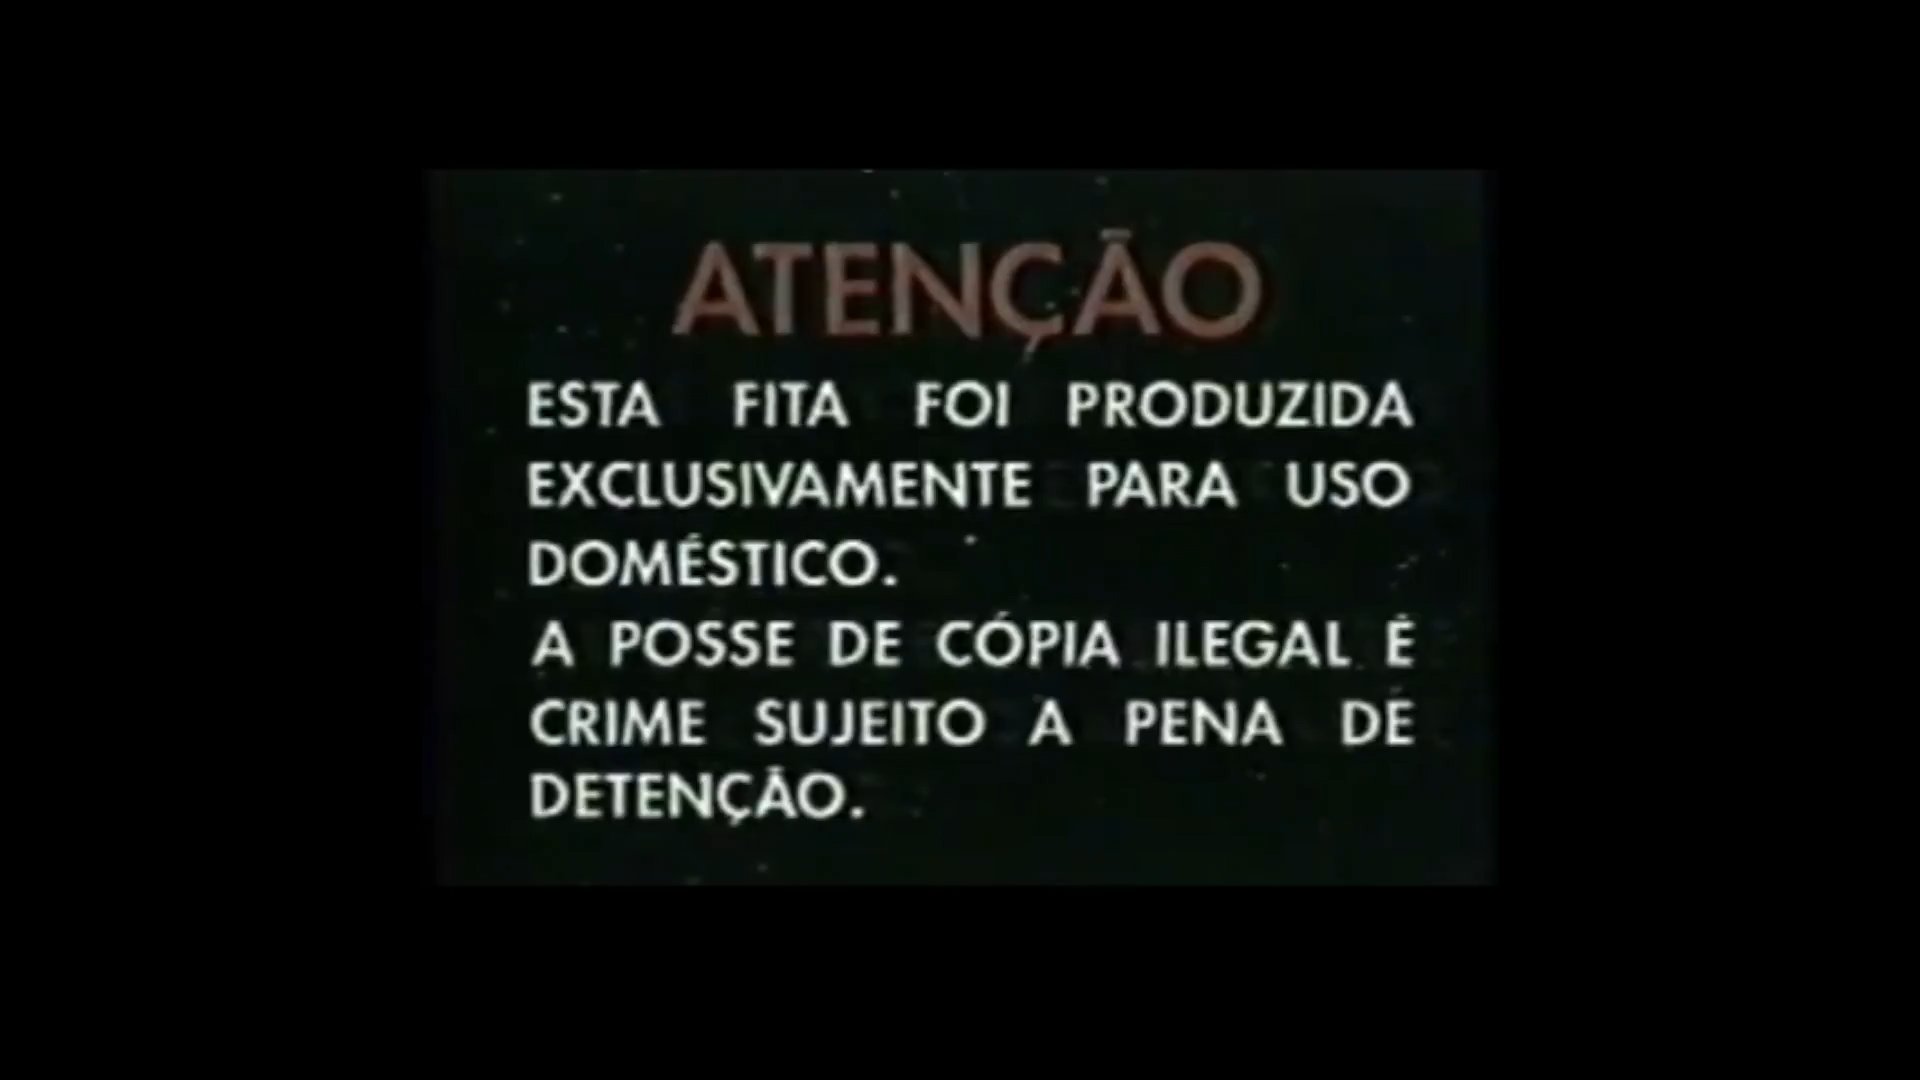 ATENÇÃO
ESTA FITA FOI PRODUZIDA
EXCLUSIVAMENTE PARA USO
DOMÉSTICO.
A POSSE DE CÓPIA ILEGAL É
CRIME SUJEITO A PENA DE
DETENÇÃO.